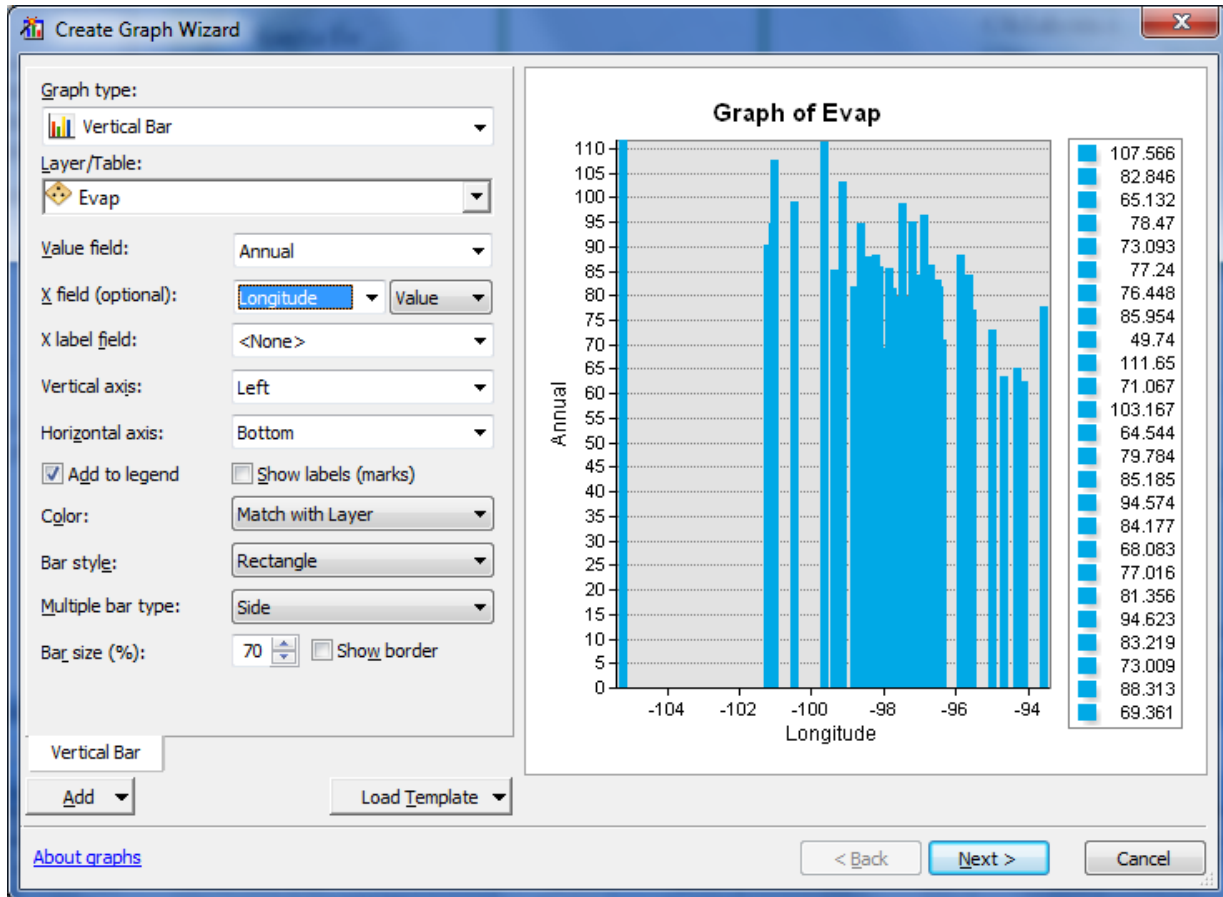 Create Graph Wizard
Graph type:
Vertical Bar
Layer/Table:
Evap
Value field:
Annual
X field (optional):
Longitude
Value
X label field:
<None>
Vertical axis:
Left
Horizontal axis:
Bottom
Add to legend
Show labels (marks)
Color:
Match with Layer
Bar style:
Rectangle
Multiple bar type:
Side
Bar size (%):
70
Show border
Vertical Bar
Add
Load Template
Graph of Evap
110
105
100
95
90
85
80
75
70
65
60
55
50
45
40
35
30
25
20
15
10
5
0
Annual
-104
-102
-100
-98
-96
-94
Longitude
107.566
82.846
65.132
78.47
73.093
77.24
76.448
85.954
49.74
111.65
71.067
103.167
64.544
79.784
85.185
94.574
84.177
68.083
77.016
81.356
94.623
83.219
73.009
88.313
69.361
About graphs
< Back
Next >
Cancel